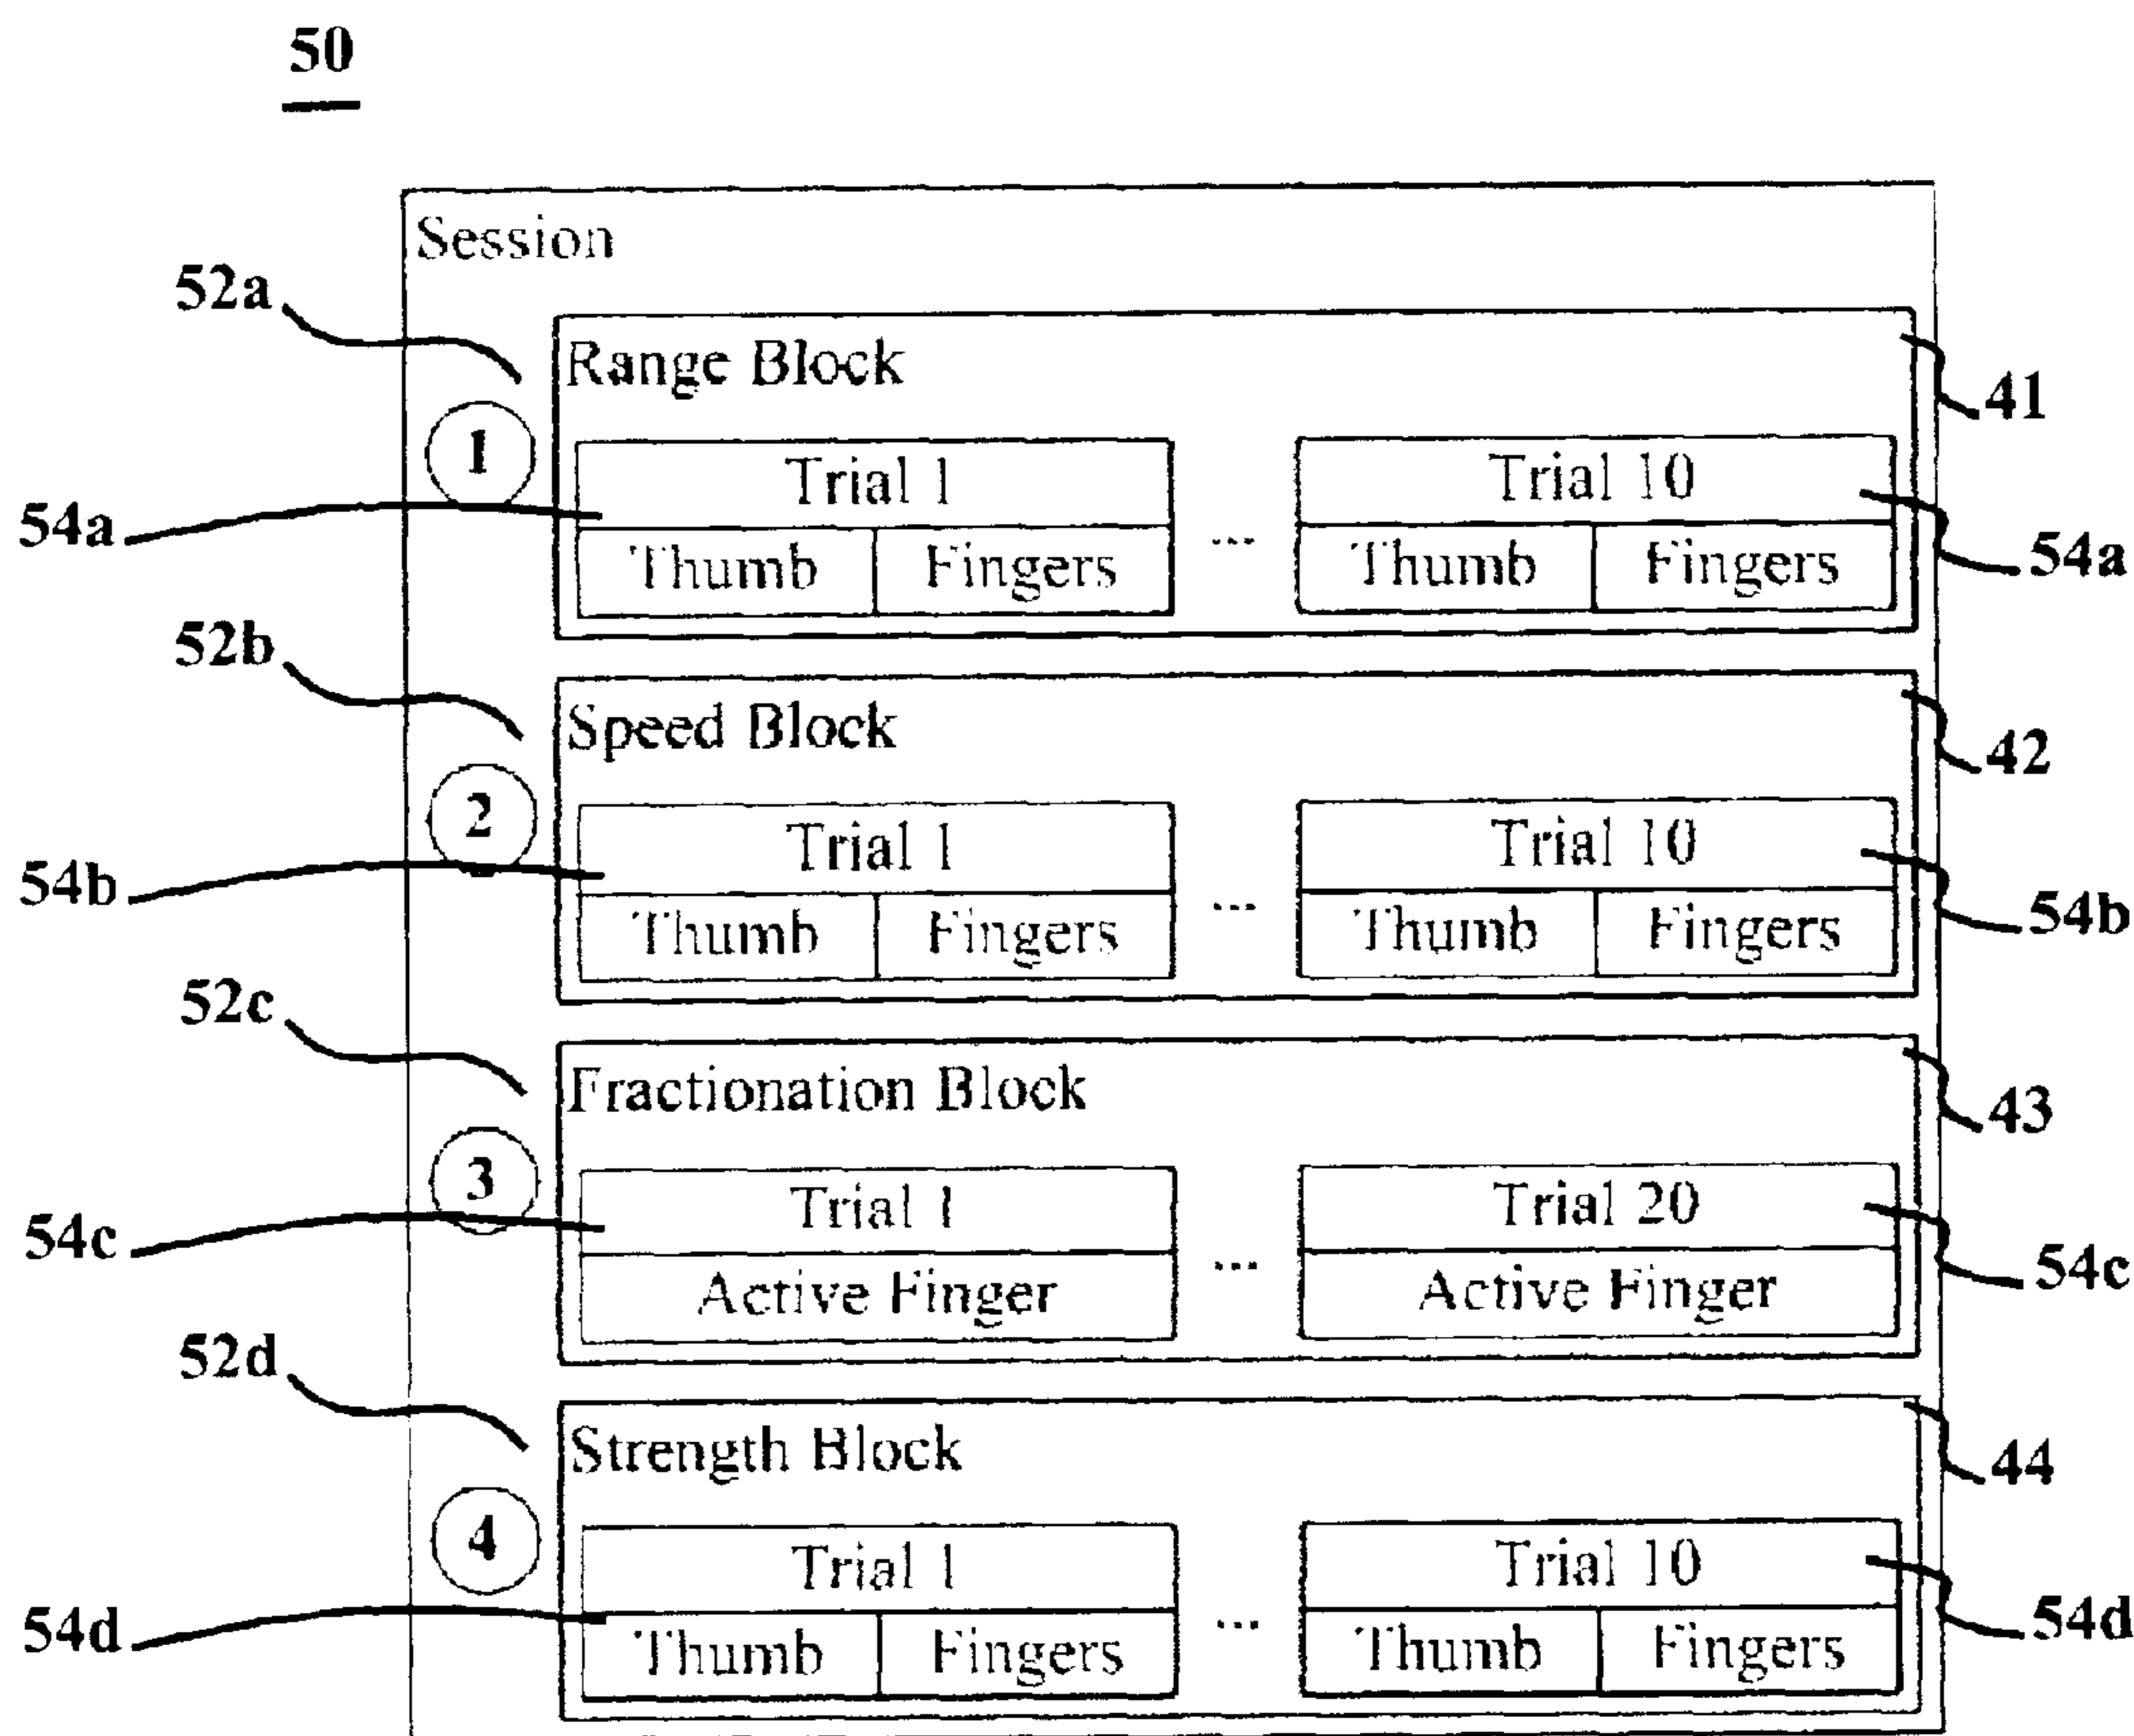 50
Session
52a
Range Block
41
1
Trial 1
Trial 10
54a
54a
Thumb Fingers ... Thumb Fingers
52b
Speed Block
42
2
Trial 1
Trial 10
54b
54b
Thumb Fingers ... Thumb Fingers
52c
Fractionation Block
43
3
Trial 1
Trial 20
54c
54c
Active Finger ... Active Finger
52d
Strength Block
44
4
Trial 1
Trial 10
54d
54d
Thumb Fingers ... Thumb Fingers